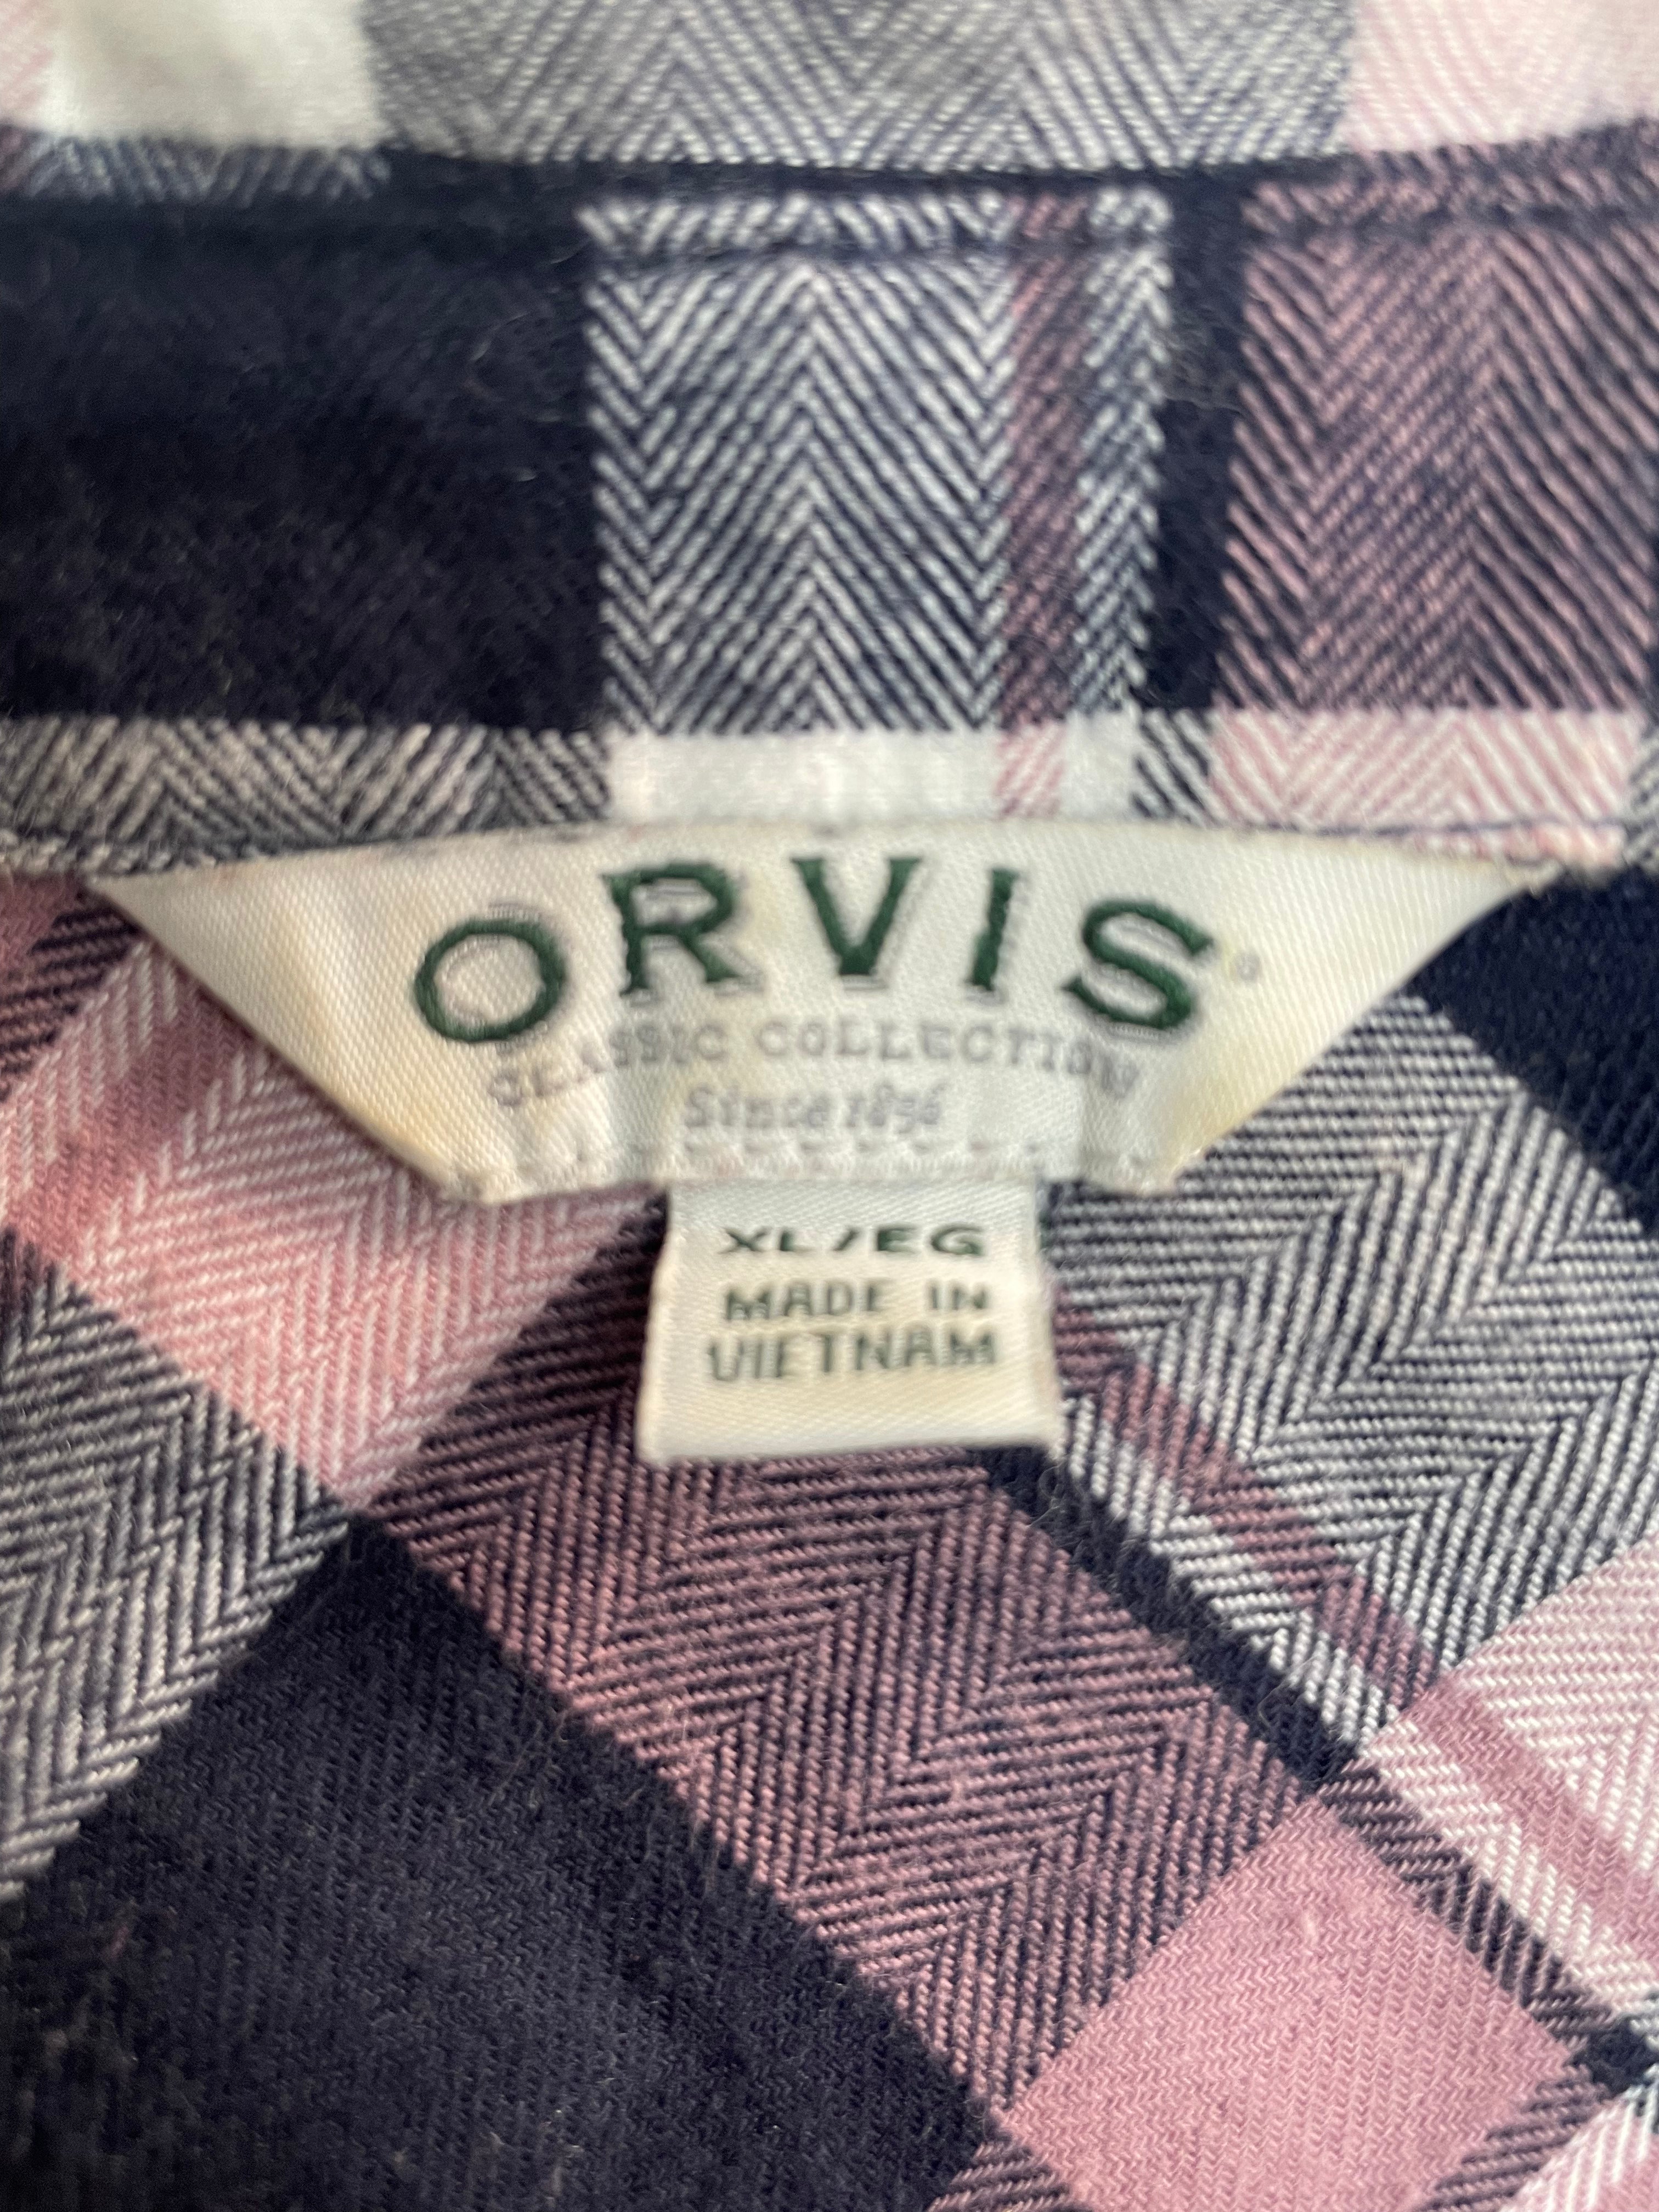 ORVIS
CLASSIC COLLECTION
Since 1856
XL/EG
MADE IN
VIETNAM